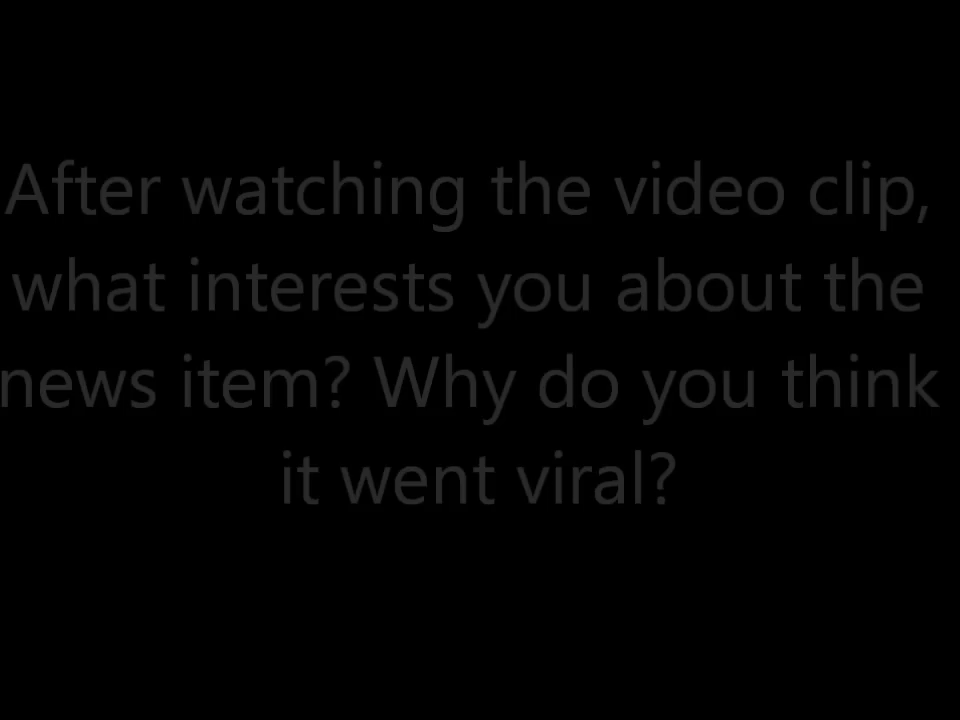 After watching the video clip,
what interests you about the
news item? Why do you think
it went viral?